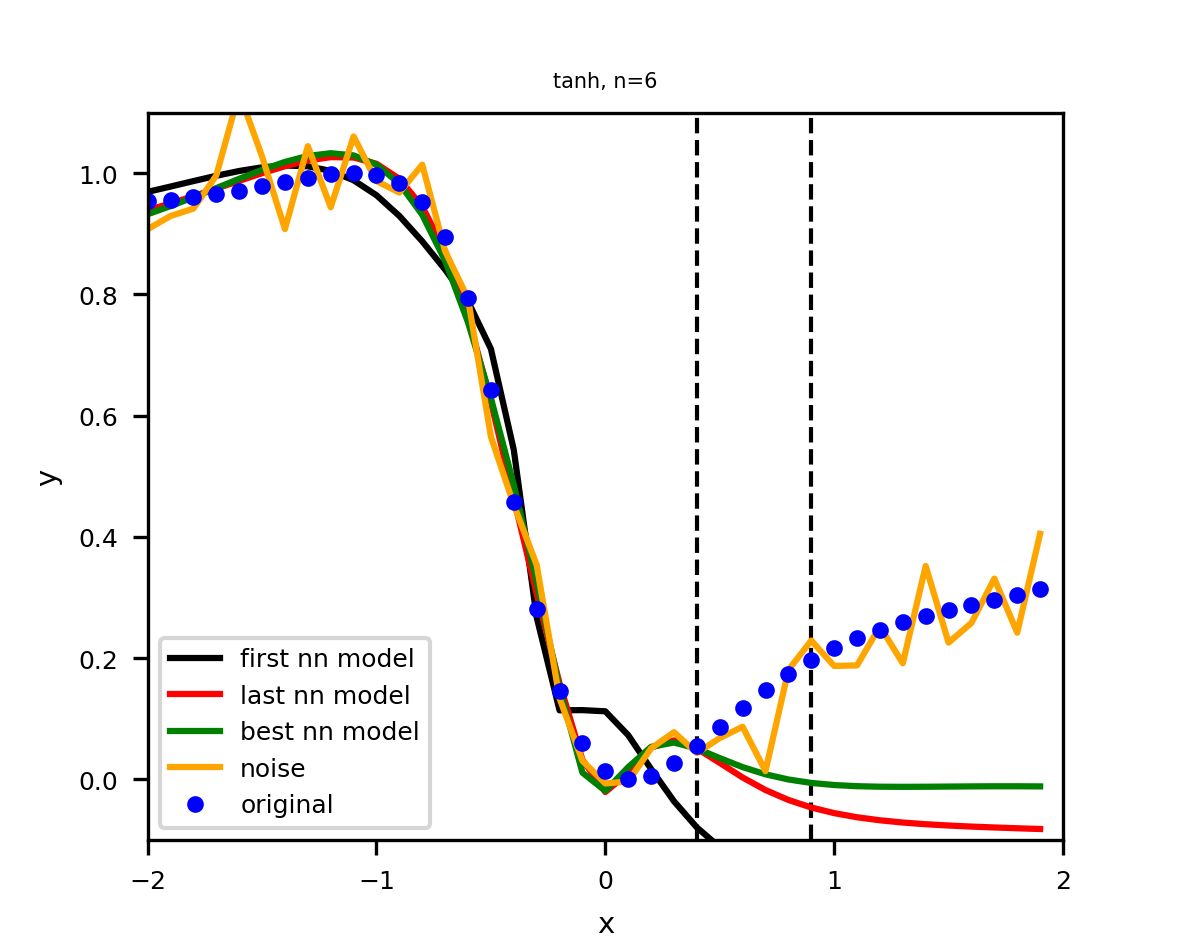 tanh, n=6
1.0
0.8
0.6
0.4
0.2
0.0
y
first nn model
last nn model
best nn model
noise
original
−2
−1
0
1
2
x